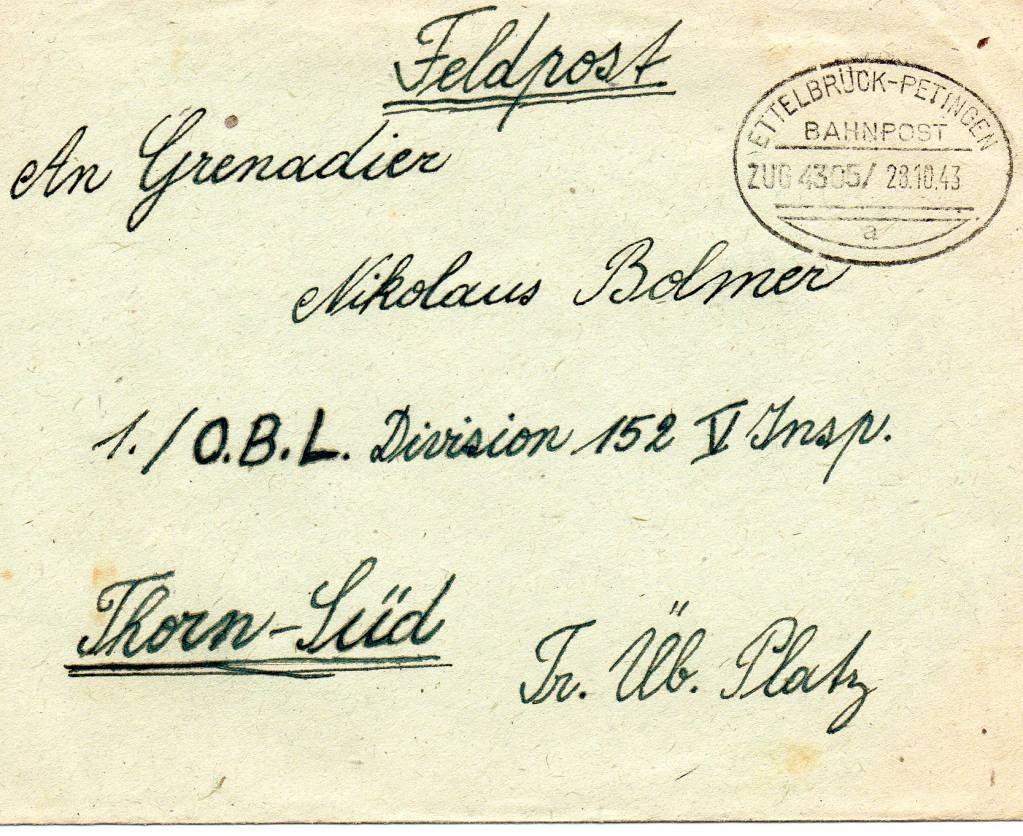 Feldpost
ETTELBRÜCK-PETINGEN
BAHNPOST
ZUG 4305/ 28.10.43
a
An Grenadier
Nikolaus Bolmer
1./O.B.L. Division 152 V Insp.
Thorn-Süd
Tr. Üb. Platz